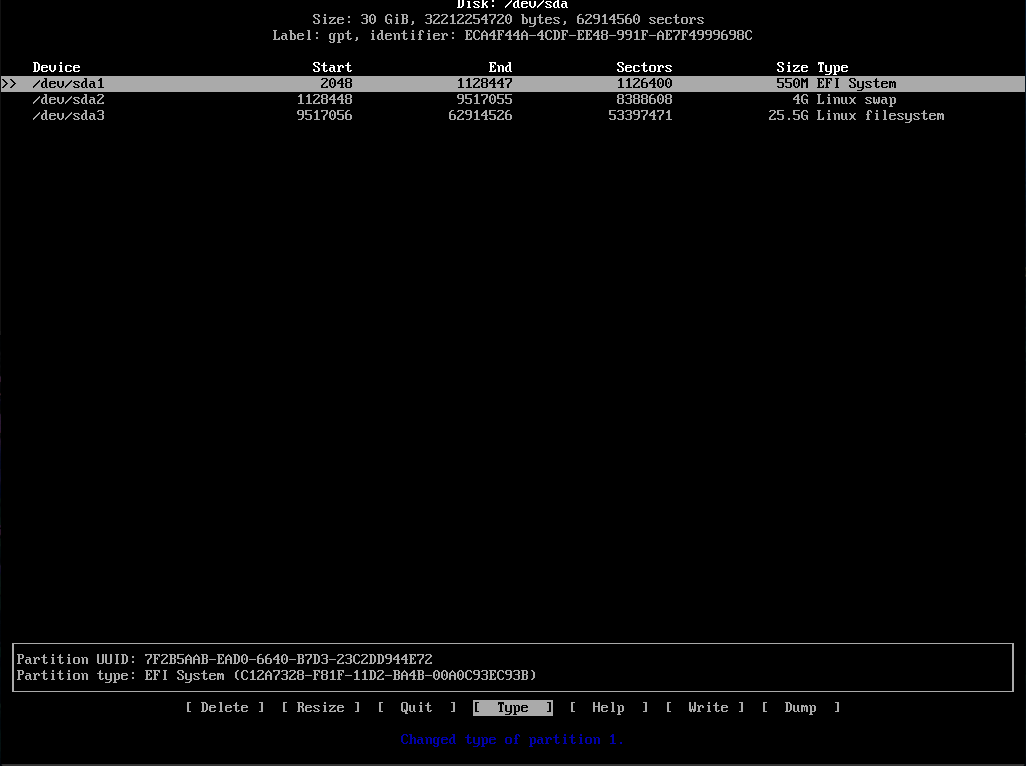 Disk: /dev/sda
Size: 30 GiB, 32212254720 bytes, 62914560 sectors
Label: gpt, identifier: ECA4F44A-4CDF-EE48-991F-AE7F4999698C
Device Start End Sectors Size Type
>> /dev/sda1 2048 1128447 1126400 550M EFI System
/dev/sda2 1128448 9517055 8388608 4G Linux swap
/dev/sda3 9517056 62914526 53397471 25.5G Linux filesystem
Partition UUID: 7F2B5AAB-EAD0-6640-B7D3-23C2DD944E72
Partition type: EFI System (C12A7328-F81F-11D2-BA4B-00A0C93EC93B)
[ Delete ] [ Resize ] [ Quit ] [ Type ] [ Help ] [ Write ] [ Dump ]
Changed type of partition 1.